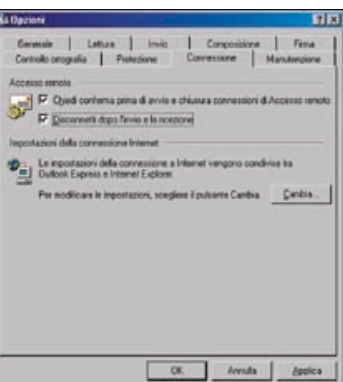 Opzioni
Generale Lettura Invio Composizione Firma
Controllo ortografia Protezione Connessione Manutenzione
Accesso remoto
Chiedi conferma prima di avvio e chiusura connessioni di Accesso remoto
Disconnetti dopo l'invio e la ricezione
Impostazioni della connessione Internet
Le impostazioni della connessione a Internet vengono condivise tra
Outlook Express e Internet Explorer.
Per modificare le impostazioni, scegliere il pulsante Cambia.
Cambia...
OK Annulla Applica